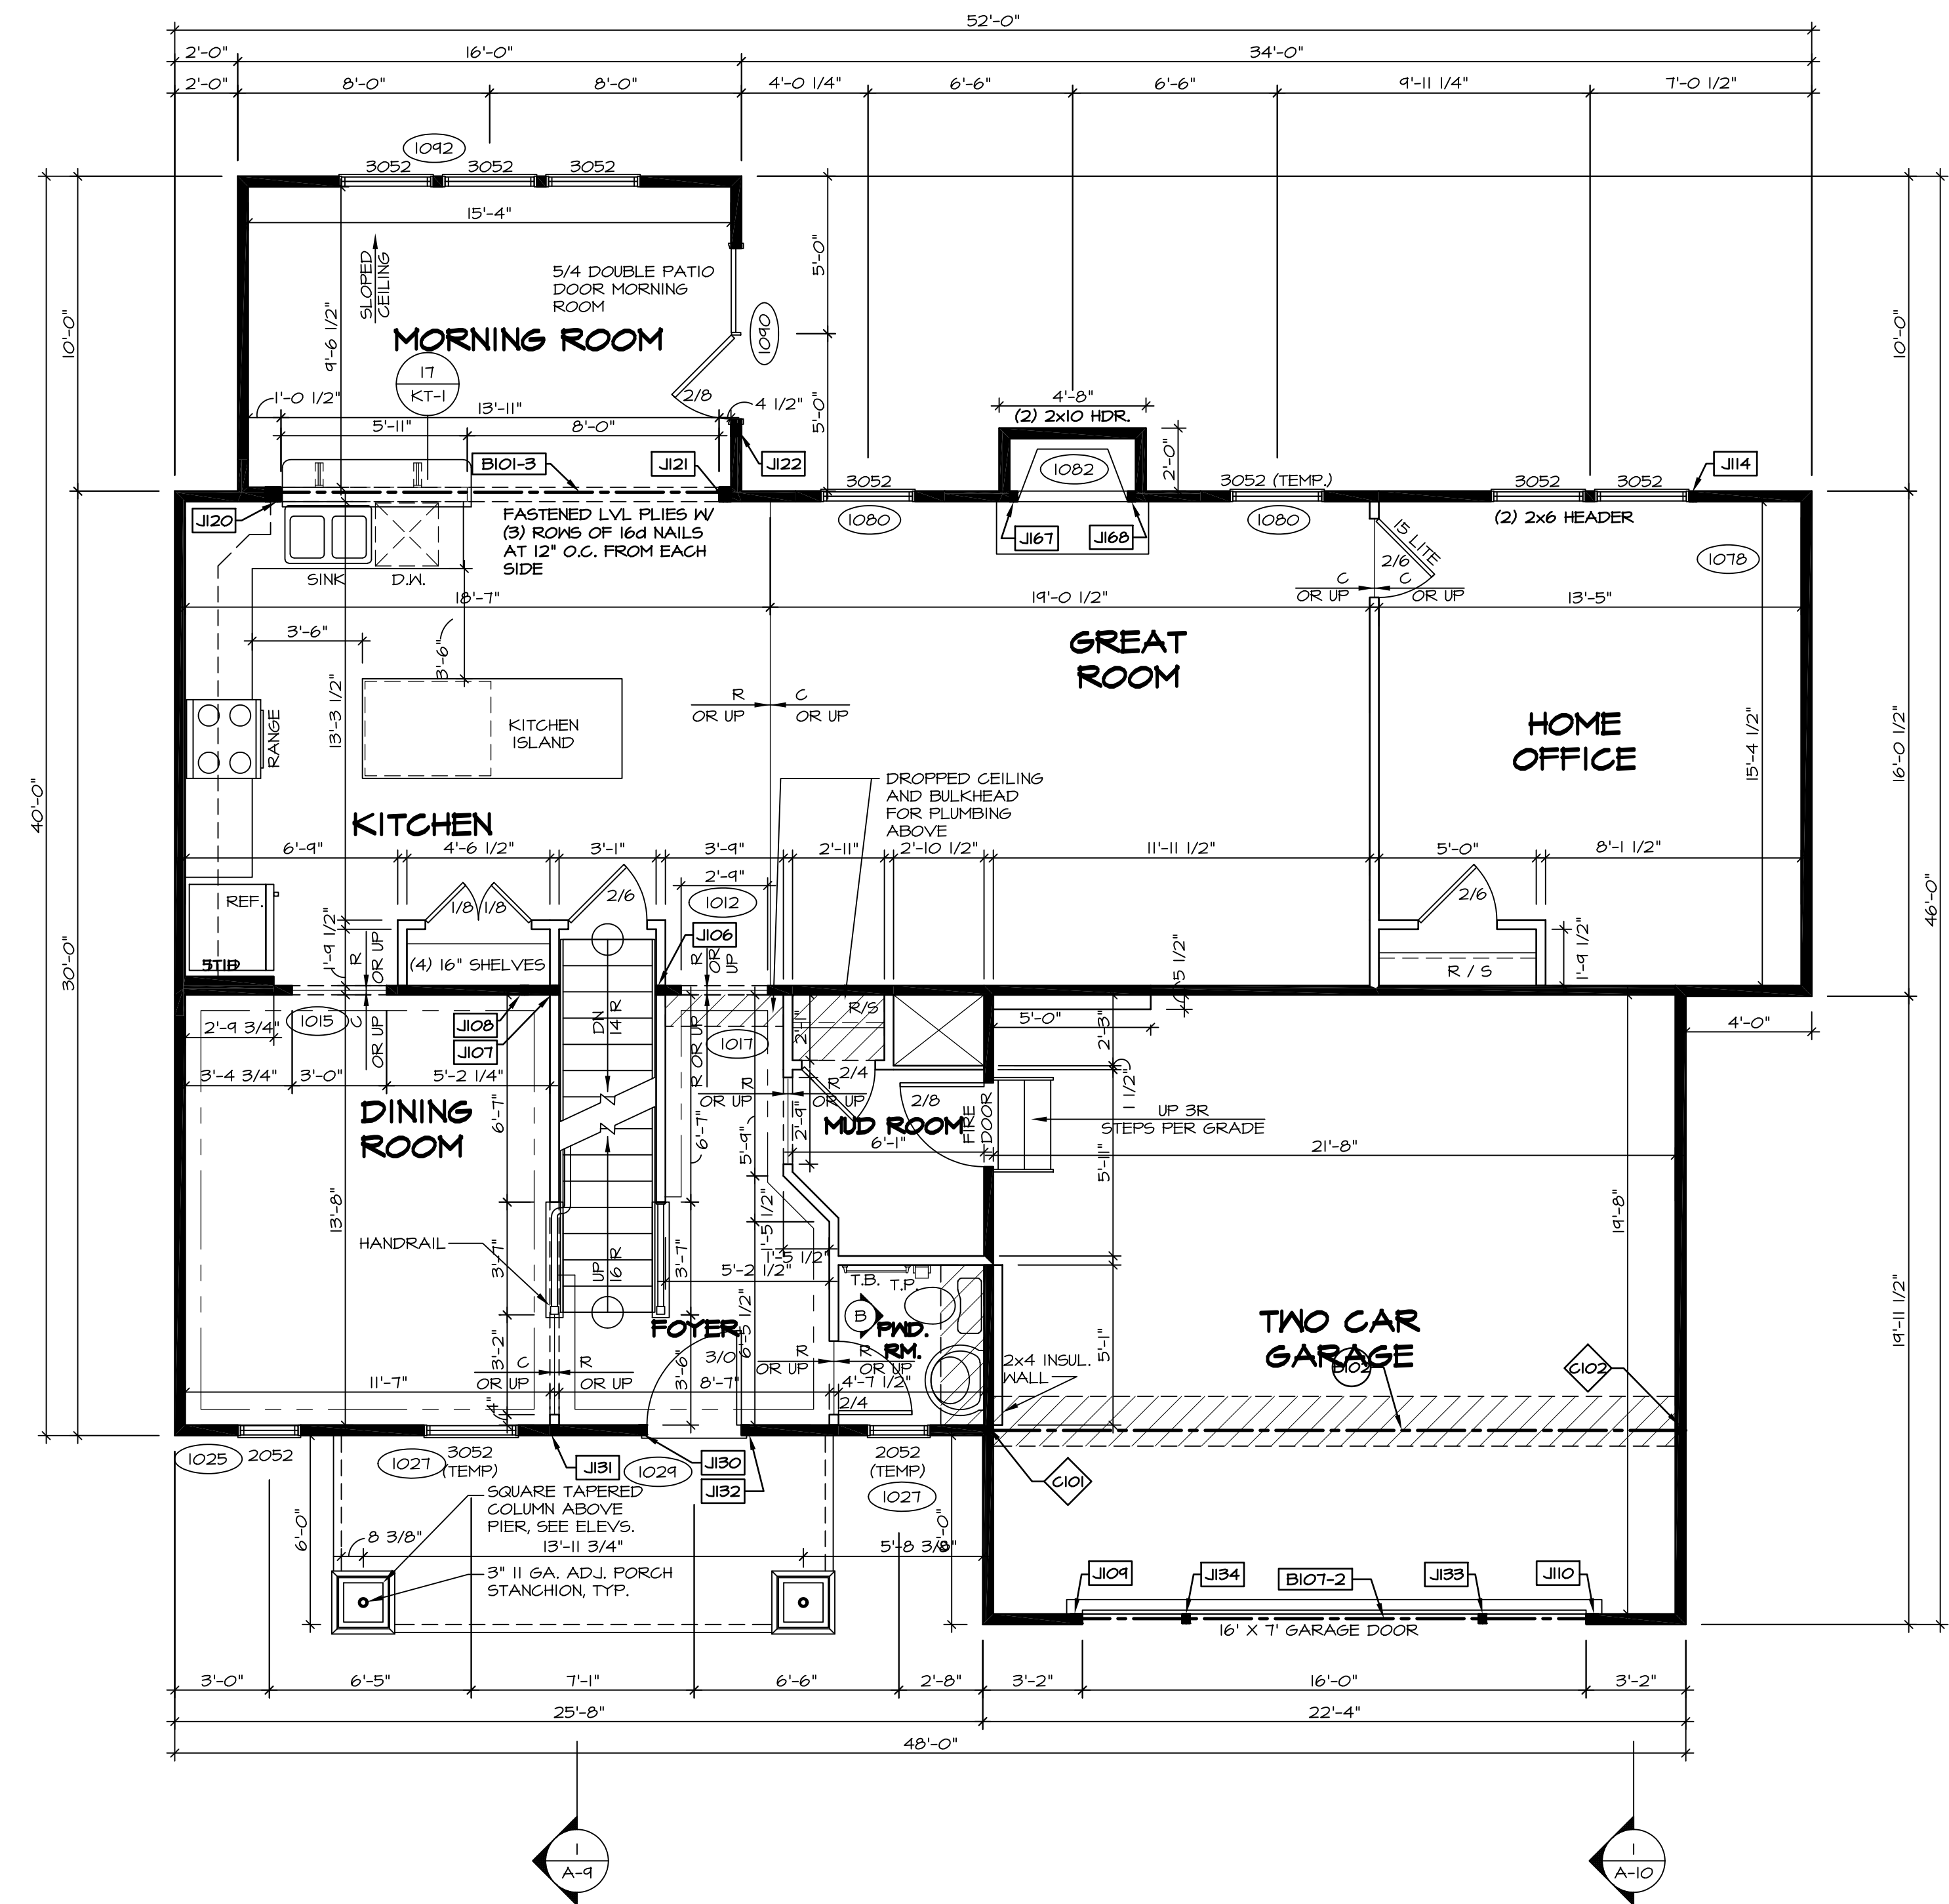 52'-0"
2'-0" 16'-0" 34'-0"
2'-0" 8'-0" 8'-0" 4'-0 1/4" 6'-6" 6'-6" 9'-11 1/4" 7'-0 1/2"
1092
3052 3052 3052
15'-4"
SLOPED
CEILING
5/4 DOUBLE PATIO
DOOR MORNING
ROOM
5'-0"
9'-6 1/2"
MORNING ROOM
1090
10'-0"
10'-0"
17
KT-1
2/8
5'-0"
1'-0 1/2"
13'-11"
4 1/2"
5'-11" 8'-0"
4'-8"
(2) 2x10 HDR.
2'-0"
B101-3
J121
J122
1082
J114
3052
3052 (TEMP.)
3052 3052
J120
1080
1080
(2) 2x6 HEADER
FASTENED LVL PLIES W/
(3) ROWS OF 16d NAILS
AT 12" O.C. FROM EACH
SIDE
J167
J168
15 LITE
2/6
1078
SINK D.W.
C
OR UP
C
OR UP
18'-7" 19'-0 1/2" 13'-5"
3'-6"
3'-6"
GREAT
ROOM
13'-3 1/2"
RANGE
KITCHEN
ISLAND
R
OR UP
C
OR UP
HOME
OFFICE
15'-4 1/2"
16'-0 1/2"
40'-0"
46'-0"
KITCHEN
DROPPED CEILING
AND BULKHEAD
FOR PLUMBING
ABOVE
6'-9" 4'-6 1/2" 3'-1" 3'-9" 2'-11" 2'-10 1/2" 11'-11 1/2" 5'-0" 8'-1 1/2"
2'-9"
REF.
1/8 1/8
2/6
1012
2/6
J106
1'-9 1/2"
R
OR UP
(4) 16" SHELVES
R
OR UP
5 1/2"
R / S
1'-9 1/2"
30'-0"
1015
C
OR UP
J108
J107
DN
14 R
R OR UP
1017
2'-11"
R/S
5'-0"
2'-3"
1 1/2"
4'-0"
2'-9 3/4"
3'-4 3/4" 3'-0" 5'-2 1/4"
DINING
ROOM
6'-7"
6'-7"
R
OR UP
R
OR UP
2/4
2/8
MUD ROOM
FIRE
DOOR
UP 3R
STEPS PER GRADE
2'-9"
5'-9"
6'-1"
5'-11"
21'-8"
13'-8"
19'-8"
HANDRAIL
3'-7"
UP
16 R
3'-7"
1'-5 1/2"
1'-5 1/2"
5'-2 1/2"
T.B. T.P.
B
FOYER
PWD.
RM.
TWO CAR
GARAGE
B102
C102
19'-11 1/2"
3'-2"
3'-6"
3/0
6'-5 1/2"
5'-1"
C
OR UP
R
OR UP
R
OR UP
R
OR UP
2x4 INSUL.
WALL
11'-7" 8'-7" 4'-7 1/2"
4"
2/4
1025
2052
1027
3052
(TEMP)
J131
1029
J130
J132
2052
(TEMP)
1027
C101
SQUARE TAPERED
COLUMN ABOVE
PIER, SEE ELEVS.
6'-0"
8 3/8"
13'-11 3/4"
5'-8 3/8"
3" 11 GA. ADJ. PORCH
STANCHION, TYP.
J109
J134
B107-2
J133
J110
16' X 7' GARAGE DOOR
3'-0" 6'-5" 7'-1" 6'-6" 2'-8" 3'-2" 16'-0" 3'-2"
25'-8" 22'-4"
48'-0"
1
A-9
1
A-10